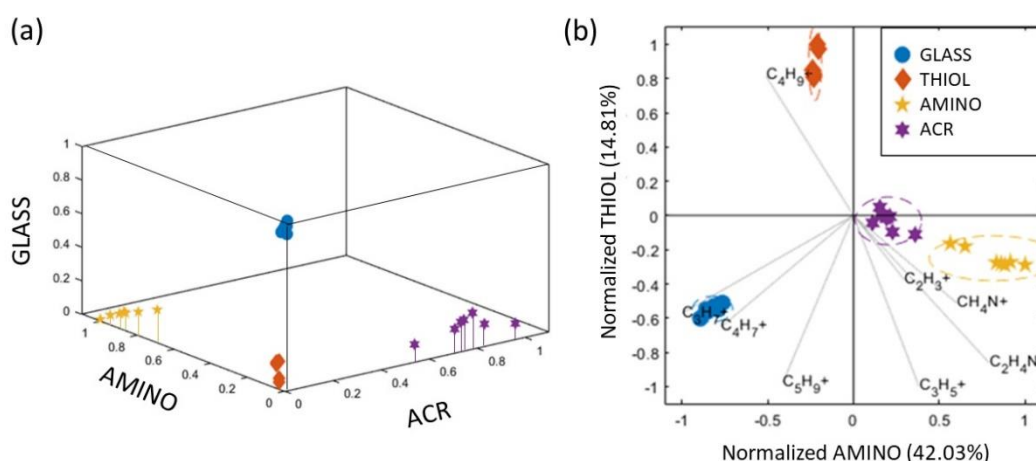 (a)
GLASS
1
0.8
0.6
0.4
0.2
0
1
0.8
0.6
0.4
0.2
0
AMINO
0
0.2
0.4
0.6
0.8
1
ACR
(b)
Normalized THIOL (14.81%)
1
0.8
0.6
0.4
0.2
0
-0.2
-0.4
-0.6
-0.8
-1
GLASS
THIOL
AMINO
ACR
C₄H₉+
C₂H₃+
CH₄N+
C₄H₇+
C₂H₄N
C₅H₉+
C₃H₅+
-1
-0.5
0
0.5
1
Normalized AMINO (42.03%)